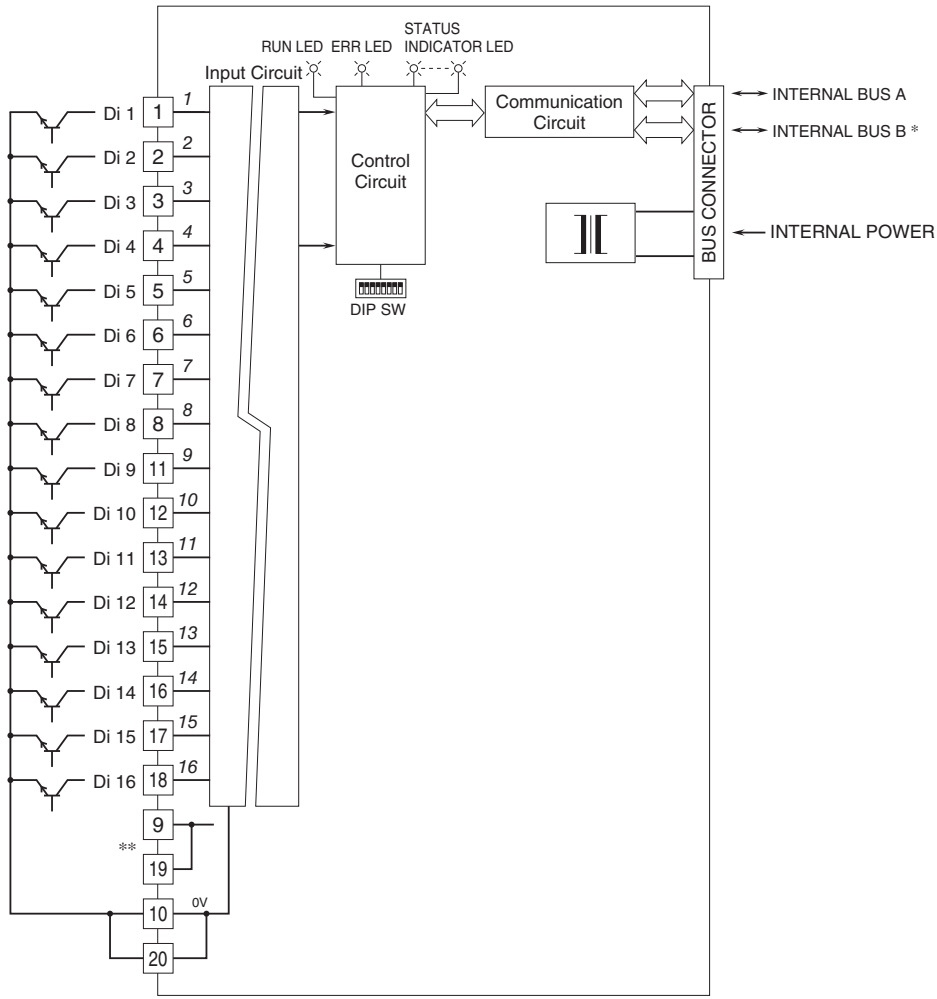 STATUS
RUN LED ERR LED INDICATOR LED
Input Circuit
Di 1 1 1
Di 2 2 2
Di 3 3 3
Di 4 4 4
Di 5 5 5
Di 6 6 6
Di 7 7 7
Di 8 8 8
Di 9 11 9
Di 10 12 10
Di 11 13 11
Di 12 14 12
Di 13 15 13
Di 14 16 14
Di 15 17 15
Di 16 18 16
9
**
19
10 0V
20
Control
Circuit
DIP SW
Communication
Circuit
BUS CONNECTOR
INTERNAL BUS A
INTERNAL BUS B *
INTERNAL POWER